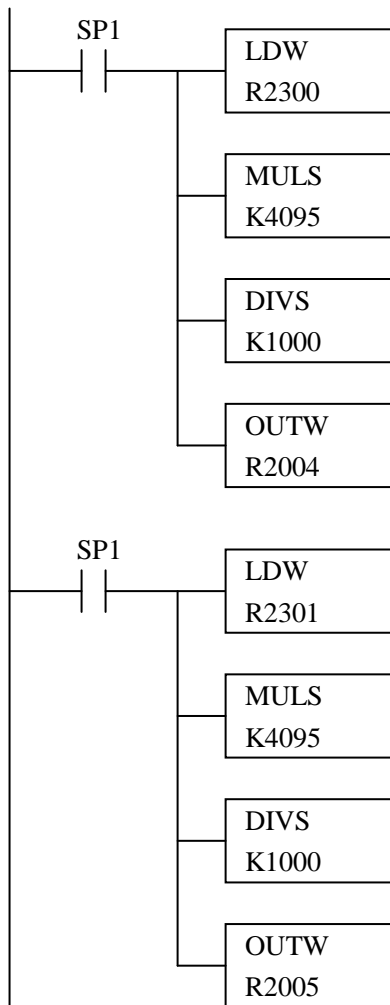 SP1
LDW
R2300
MULS
K4095
DIVS
K1000
OUTW
R2004
SP1
LDW
R2301
MULS
K4095
DIVS
K1000
OUTW
R2005